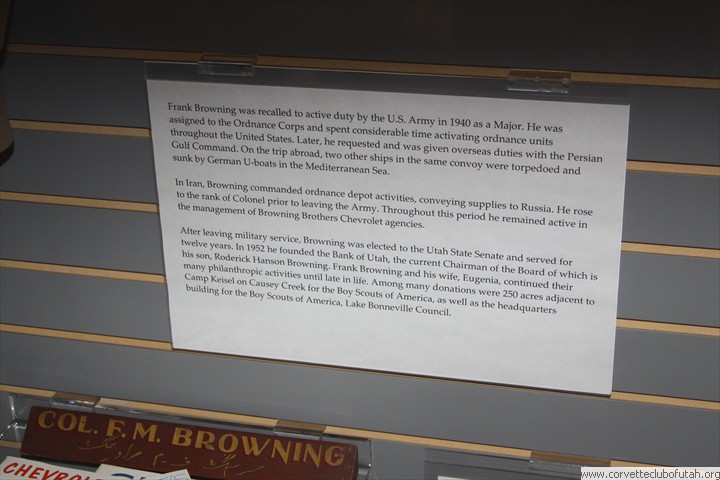 Frank Browning was recalled to active duty by the U.S. Army in 1940 as a Major. He was
assigned to the Ordnance Corps and spent considerable time activating ordnance units
throughout the United States. Later, he requested and was given overseas duties with the Persian
Gulf Command. On the trip abroad, two other ships in the same convoy were torpedoed and
sunk by German U-boats in the Mediterranean Sea.
In Iran, Browning commanded ordnance depot activities, conveying supplies to Russia. He rose
to the rank of Colonel prior to leaving the Army. Throughout this period he remained active in
the management of Browning Brothers Chevrolet agencies.
After leaving military service, Browning was elected to the Utah State Senate and served for
twelve years. In 1952 he founded the Bank of Utah, the current Chairman of the Board of which is
his son, Roderick Hanson Browning. Frank Browning and his wife, Eugenia, continued their
many philanthropic activities until late in life. Among many donations were 250 acres adjacent to
Camp Keisel on Causey Creek for the Boy Scouts of America, as well as the headquarters
building for the Boy Scouts of America, Lake Bonneville Council.
COL. F. M. BROWNING
CHEVROL
www.corvetteclubofutah.org